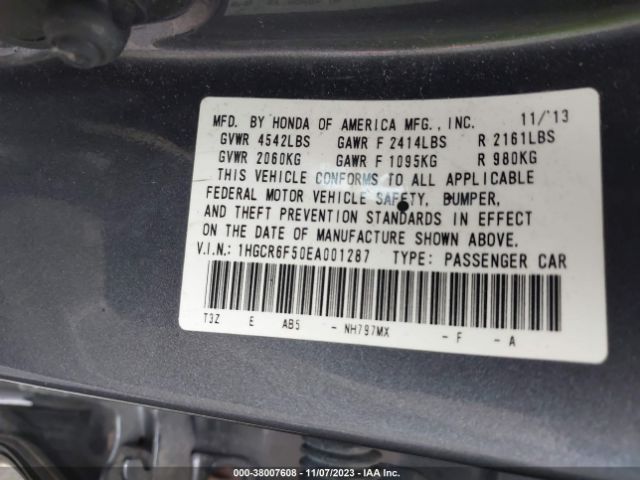 MFD. BY HONDA OF AMERICA MFG., INC. 11/'13
GVWR 4542LBS GAWR F 2414LBS R 2161LBS
GVWR 2060KG GAWR F 1095KG R 980KG
THIS VEHICLE CONFORMS TO ALL APPLICABLE
FEDERAL MOTOR VEHICLE SAFETY, BUMPER,
AND THEFT PREVENTION STANDARDS IN EFFECT
ON THE DATE OF MANUFACTURE SHOWN ABOVE.
V.I.N.: 1HGCR6F50EA001287 TYPE: PASSENGER CAR
T3Z E AB5 - NH797MX - F - A
000-38007608 - 11/07/2023 - IAA Inc.